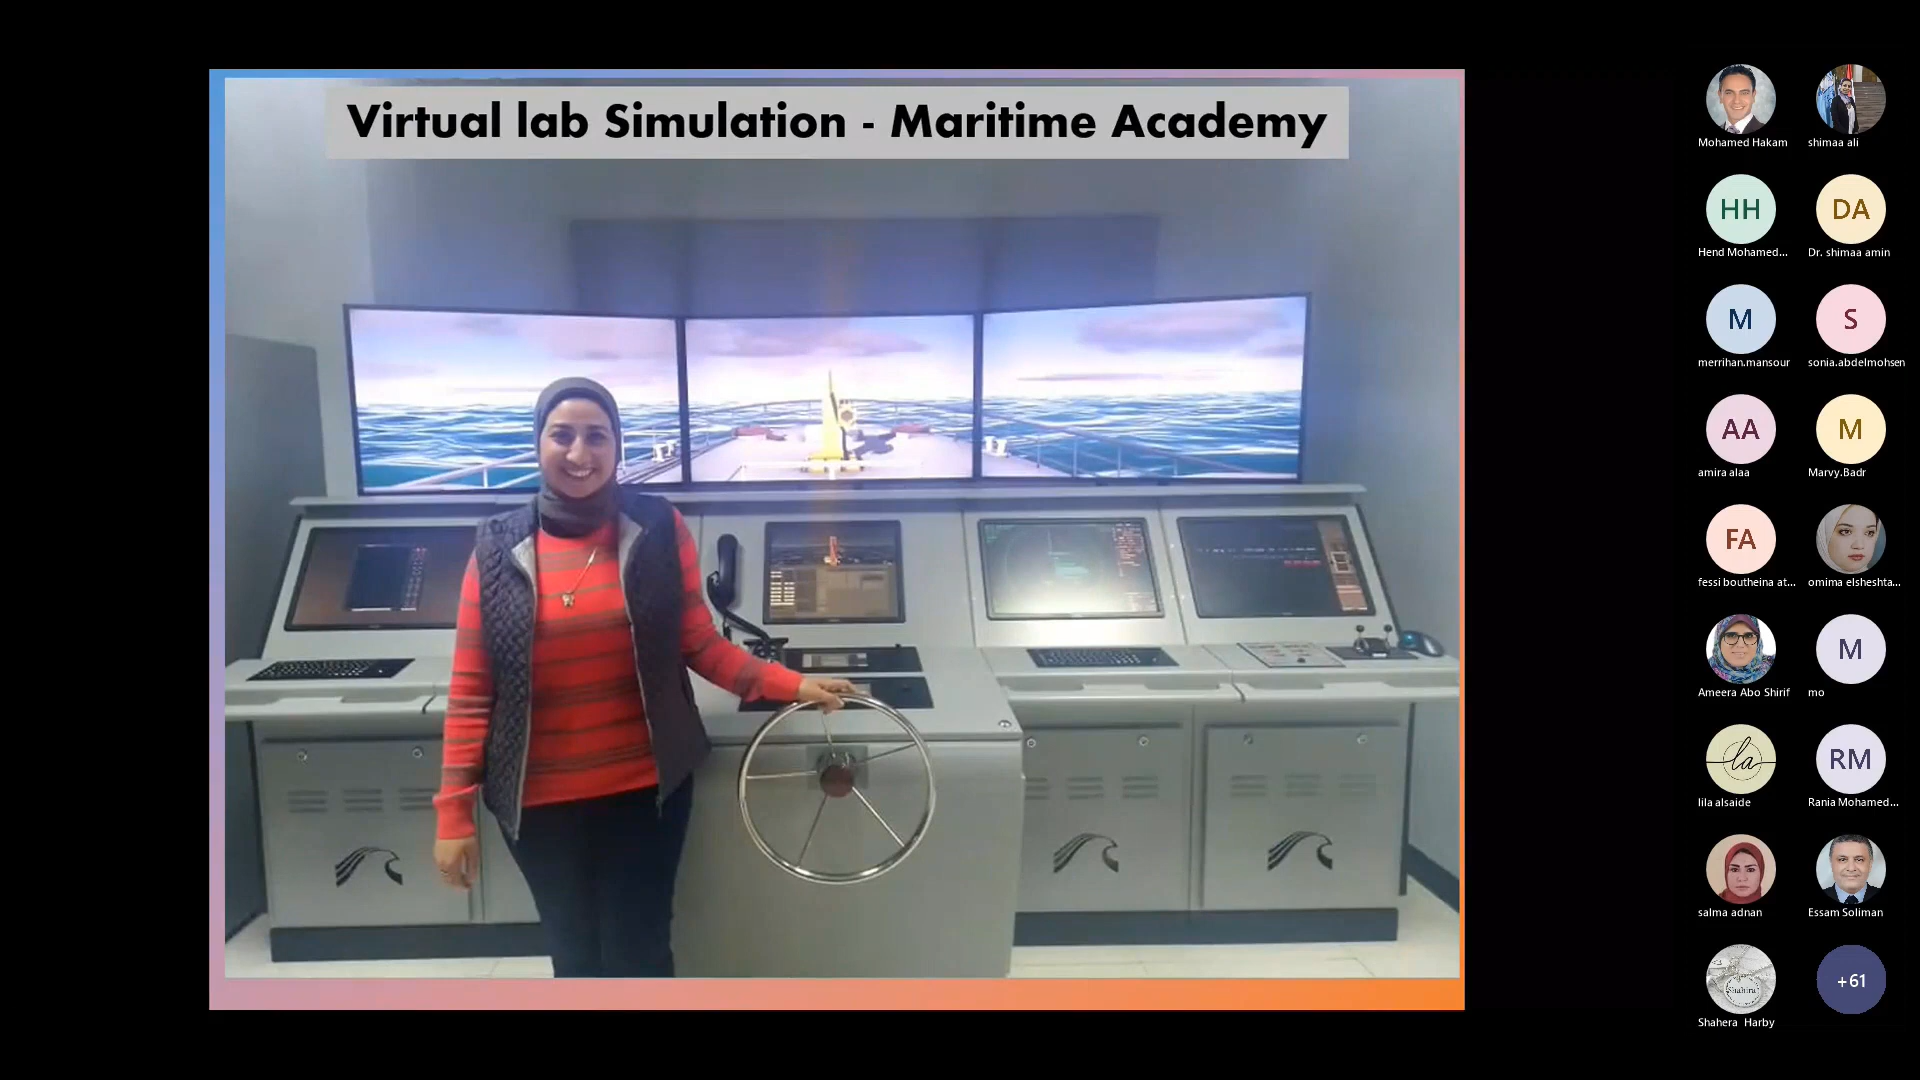 Virtual lab Simulation - Maritime Academy
Mohamed Hakam
shimaa ali
HH
Hend Mohamed...
DA
Dr. shimaa amin
M
merrihan.mansour
S
sonia.abdelmohsen
AA
amira alaa
M
Marvy.Badr
FA
fessi boutheina at...
omima elsheshta...
Ameera Abo Shirif
M
mo
la
lila alsaide
RM
Rania Mohamed...
salma adnan
Essam Soliman
Shahira
Shahera Harby
+61